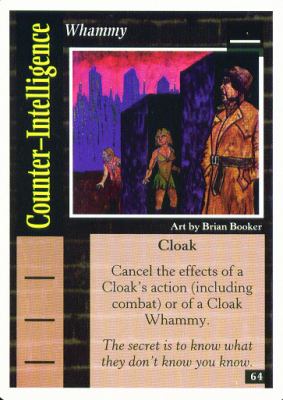 Whammy
Counter-Intelligence
Art by Brian Booker
Cloak
Cancel the effects of a
Cloak's action (including
combat) or of a Cloak
Whammy.
The secret is to know what
they don't know you know.
64